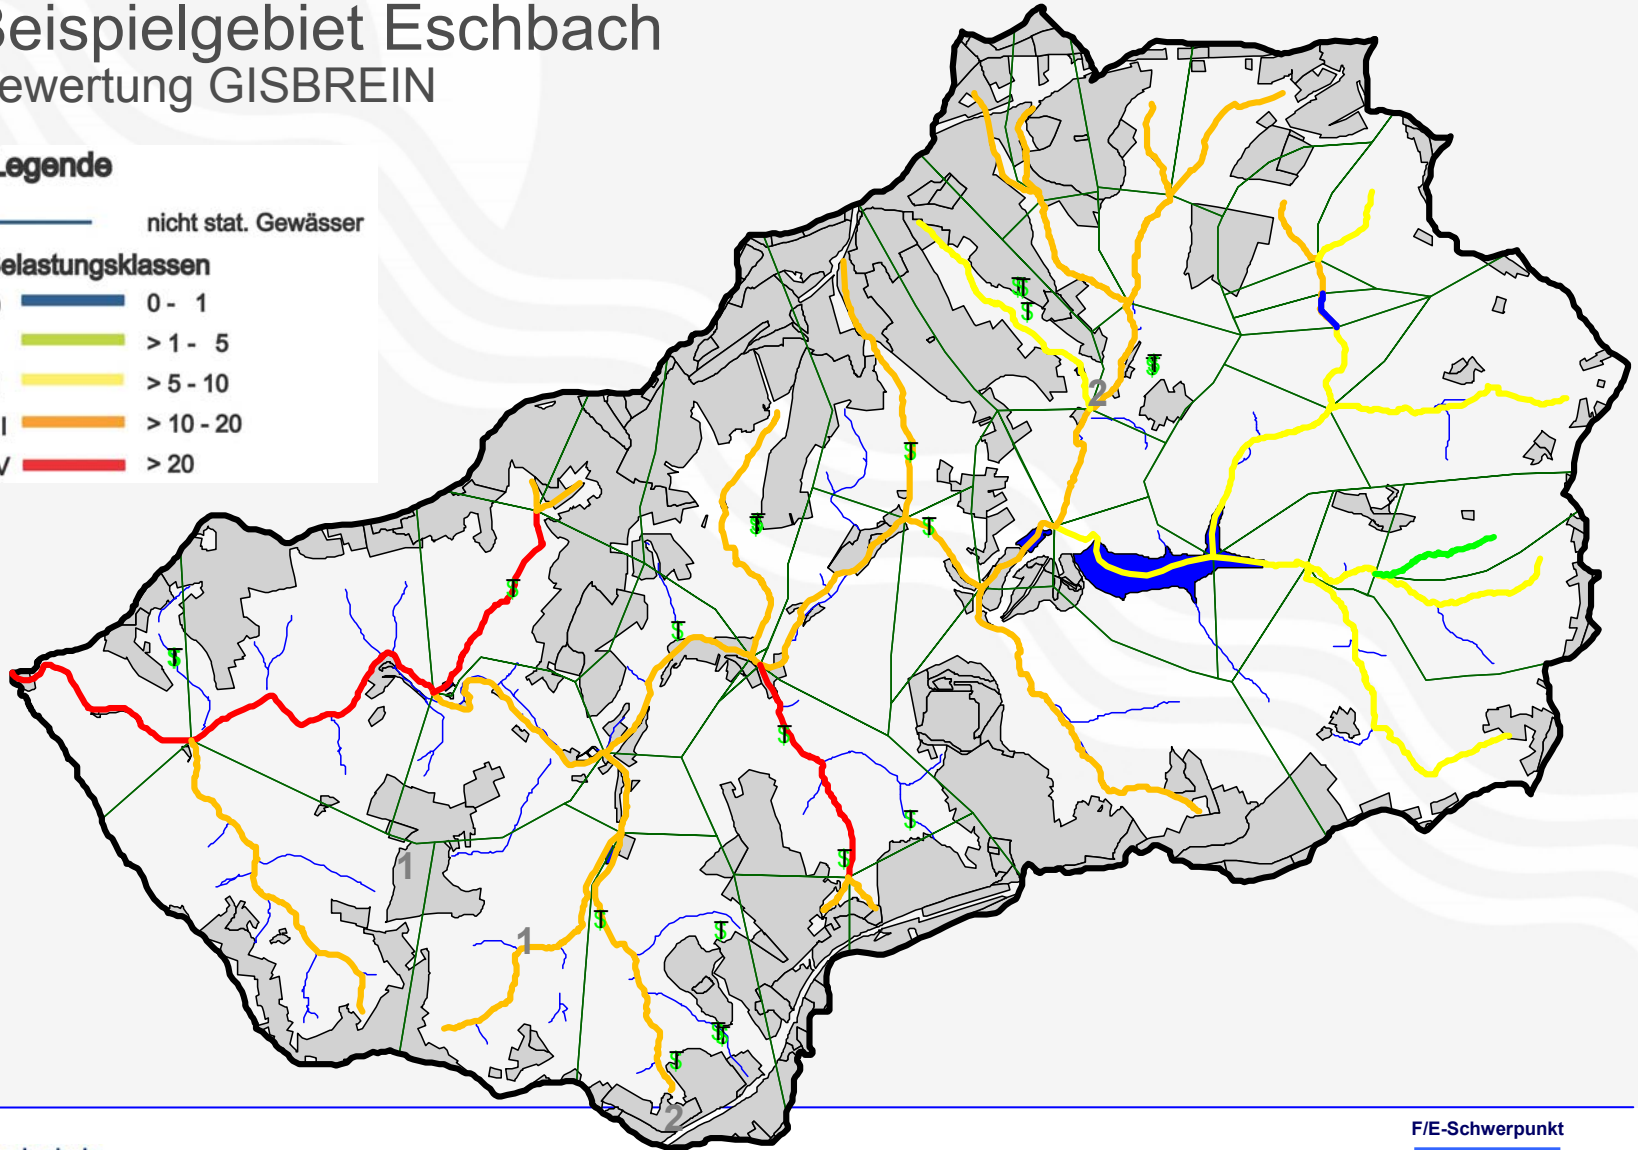 Beispielgebiet Eschbach
ewertung GISBREIN
Legende
nicht stat. Gewässer
Belastungsklassen
0 - 1
> 1 - 5
> 5 - 10
I > 10 - 20
V > 20
2
1
1
2
F/E-Schwerpunkt